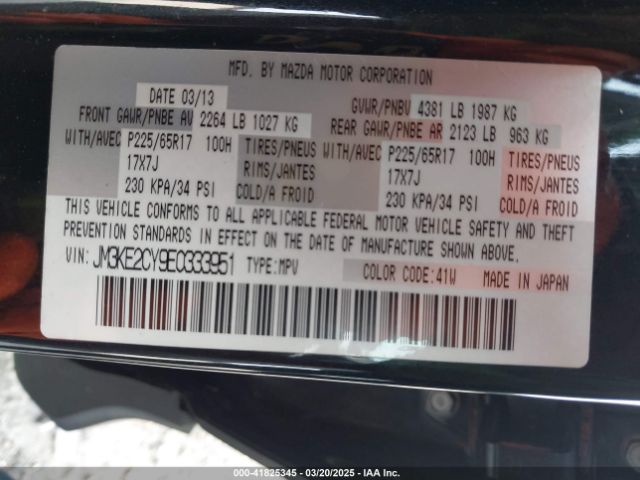 MFD. BY MAZDA MOTOR CORPORATION
DATE 03/13 GVWR/PNBV 4381 LB 1987 KG
FRONT GAWR/PNBE AV 2264 LB 1027 KG REAR GAWR/PNBE AR 2123 LB 963 KG
WITH/AVEC P225/65R17 100H TIRES/PNEUS WITH/AVEC P225/65R17 100H TIRES/PNEUS
17X7J RIMS/JANTES 17X7J RIMS/JANTES
230 KPA/34 PSI COLD/A FROID 230 KPA/34 PSI COLD/A FROID
THIS VEHICLE CONFORMS TO ALL APPLICABLE FEDERAL MOTOR VEHICLE SAFETY AND THEFT
PREVENTION STANDARDS IN EFFECT ON THE DATE OF MANUFACTURE SHOWN ABOVE.
VIN: JM3KE2CY9E0333951 TYPE:MPV COLOR CODE:41W MADE IN JAPAN
000-41825345 — 03/20/2025 — IAA Inc.